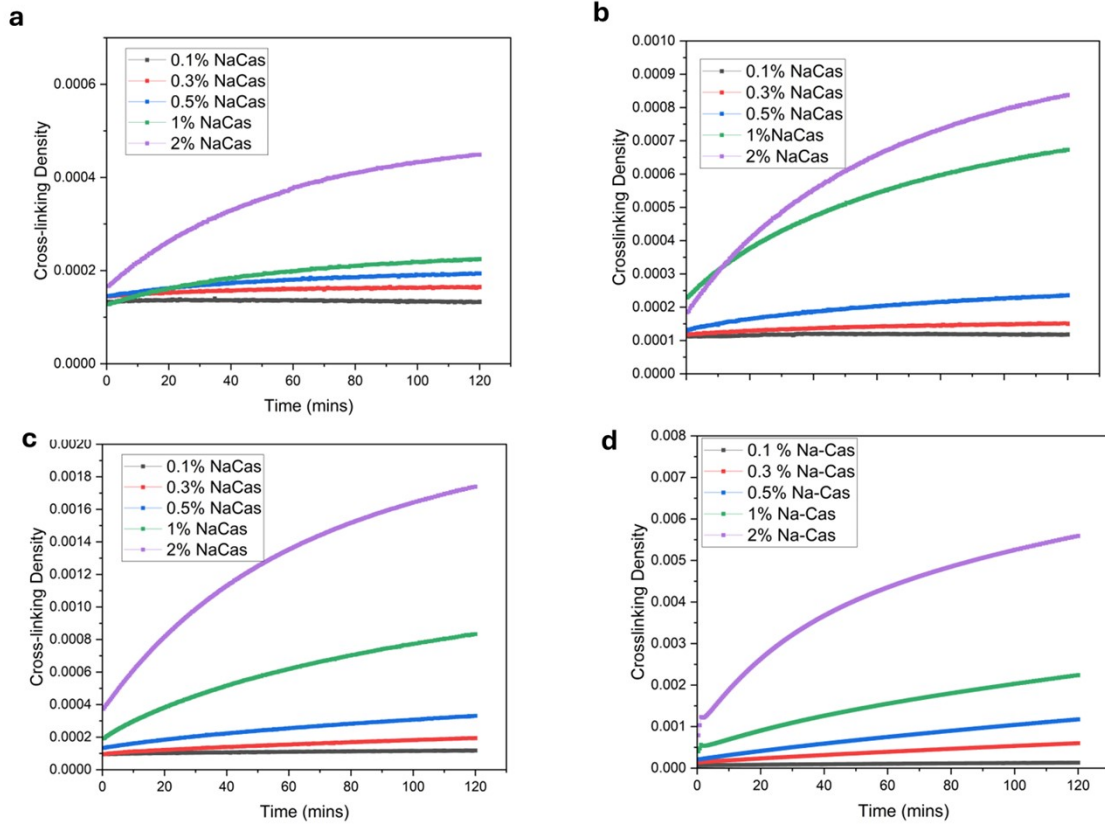 a
0.1% NaCas
0.3% NaCas
0.5% NaCas
1% NaCas
2% NaCas
Cross-linking Density
0.0006
0.0004
0.0002
0.0000
0 20 40 60 80 100 120
Time (mins)
b
0.1% NaCas
0.3% NaCas
0.5% NaCas
1%NaCas
2% NaCas
Crosslinking Density
0.0010
0.0009
0.0008
0.0007
0.0006
0.0005
0.0004
0.0003
0.0002
0.0001
0.0000
c
0.1% NaCas
0.3% NaCas
0.5% NaCas
1% NaCas
2% NaCas
Cross-linking Density
0.0020
0.0018
0.0016
0.0014
0.0012
0.0010
0.0008
0.0006
0.0004
0.0002
0.0000
0 20 40 60 80 100 120
Time (mins)
d
0.1 % Na-Cas
0.3 % Na-Cas
0.5% Na-Cas
1% Na-Cas
2% Na-Cas
Crosslinking Density
0.008
0.007
0.006
0.005
0.004
0.003
0.002
0.001
0.000
0 20 40 60 80 100 120
Time (mins)